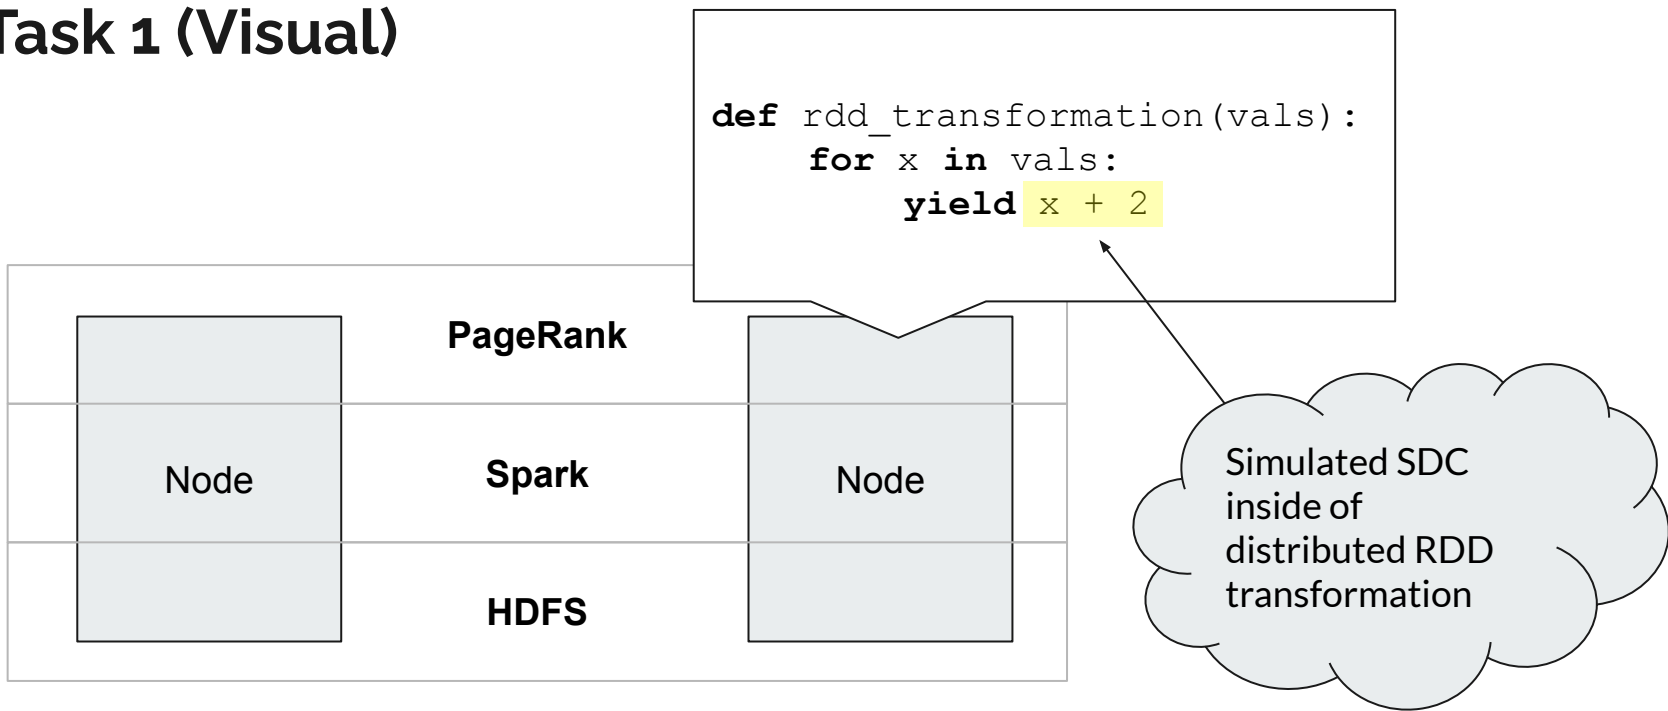 Task 1 (Visual)
def rdd_transformation(vals):
for x in vals:
yield x + 2
PageRank
Node
Spark
Node
HDFS
Simulated SDC
inside of
distributed RDD
transformation